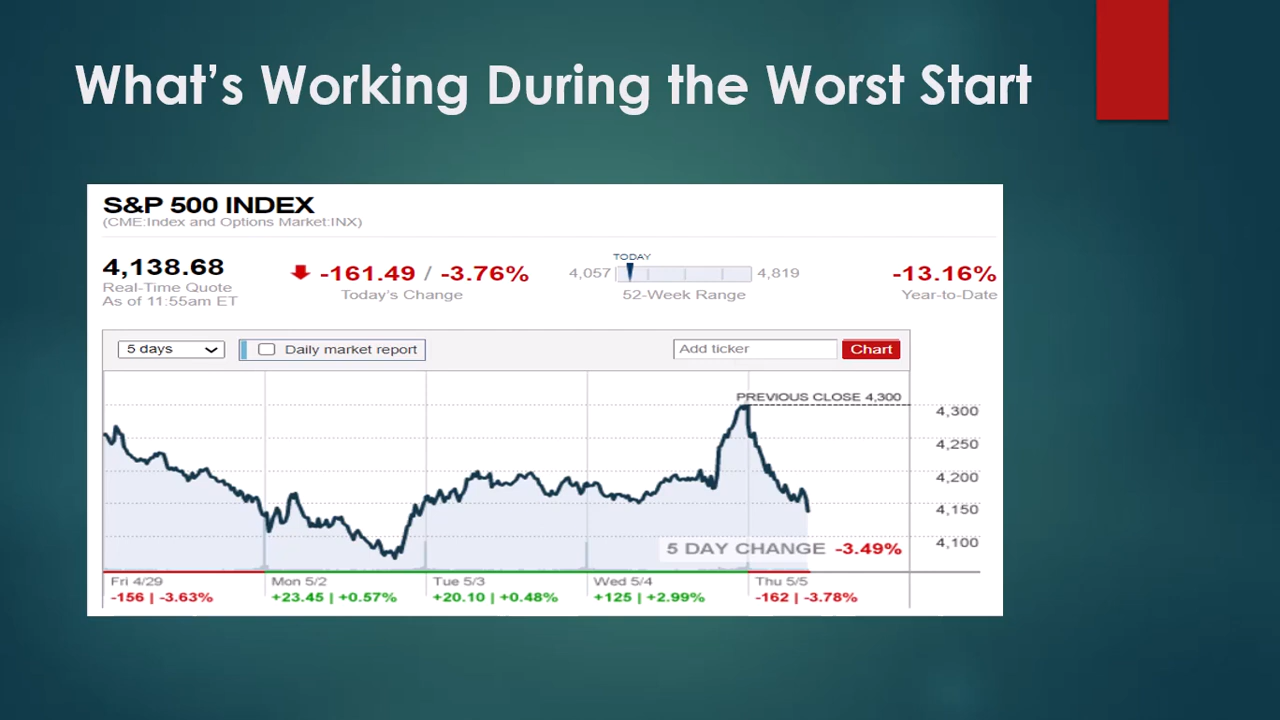 What's Working During the Worst Start
S&P 500 INDEX
(CME:Index and Options Market:INX)
TODAY
4,138.68 -161.49 / -3.76% 4,057 4,819 -13.16%
Real-Time Quote Today's Change 52-Week Range Year-to-Date
As of 11:55am ET
5 days Daily market report Add ticker Chart
PREVIOUS CLOSE 4,300
4,300
4,250
4,200
4,150
4,100
5 DAY CHANGE -3.49%
Fri 4/29 Mon 5/2 Tue 5/3 Wed 5/4 Thu 5/5
-156 | -3.63% +23.45 | +0.57% +20.10 | +0.48% +125 | +2.99% -162 | -3.78%